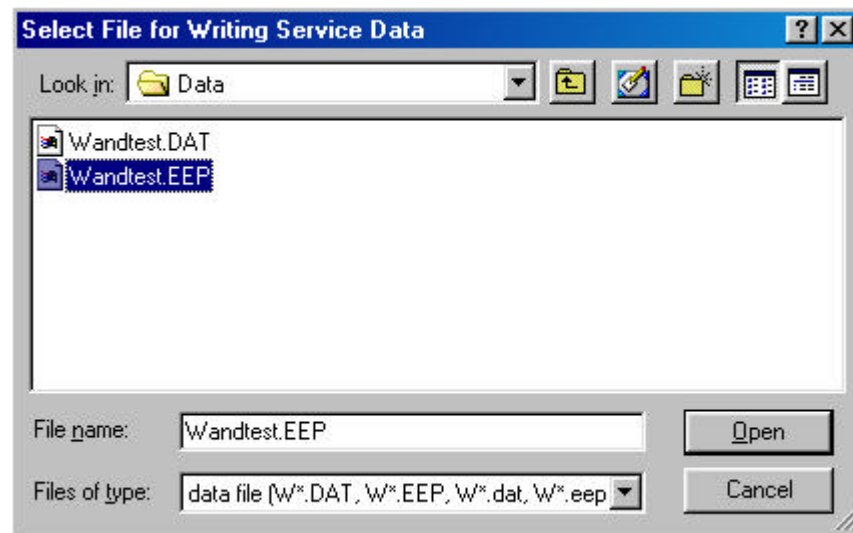 Select File for Writing Service Data
Look in: Data
Wandtest.DAT
Wandtest.EEP
File name: Wandtest.EEP Open
Files of type: data file (W*.DAT, W*.EEP, W*.dat, W*.eep Cancel